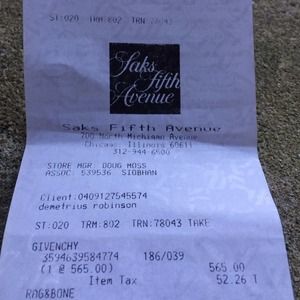 ST:020 TRM:802 TRN:78043
Saks
Fifth
Avenue
Saks Fifth Avenue
700 North Michigan Avenue
Chicago, Illinois 60611
312-944-6500
STORE MGR. DOUG MOSS
ASSOC 539536 SIOBHAN
Client:0409127545574
demetrius robinson
ST:020 TRM:802 TRN:78043 TAKE
GIVENCHY
3594639584774 186/039
(1 @ 565.00) 565.00
Item Tax 52.26 T
RAG&BONE